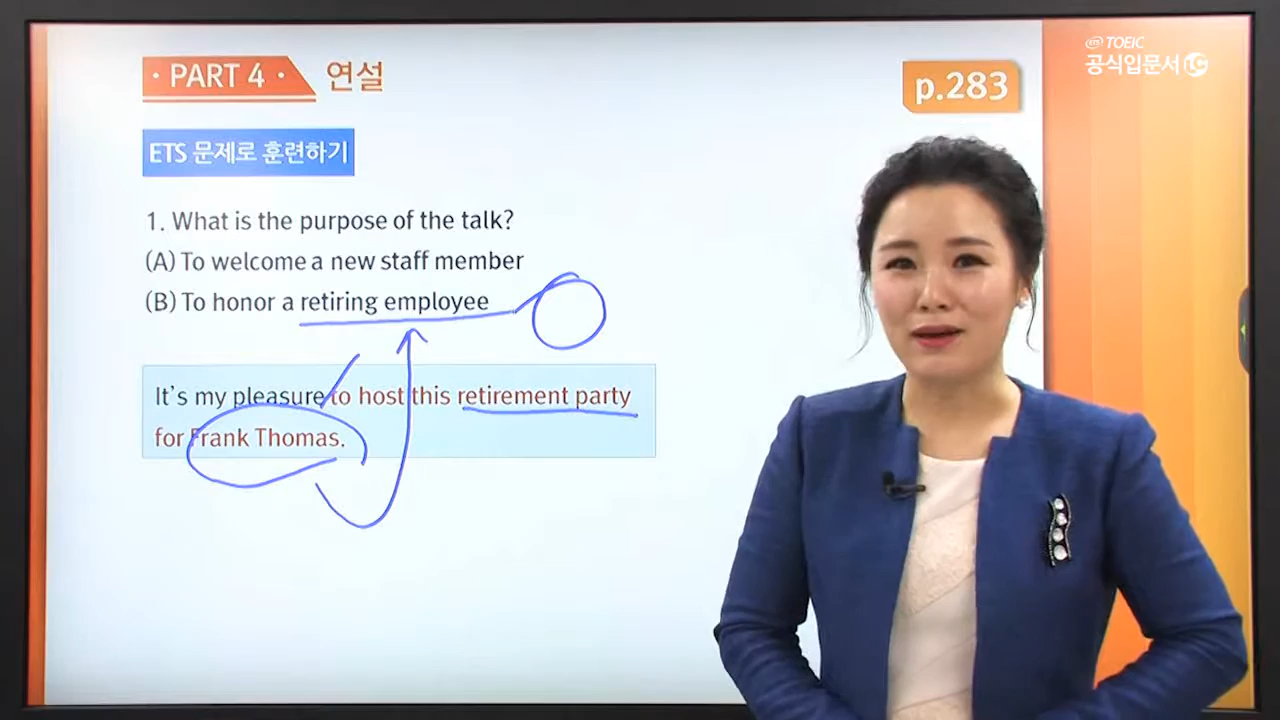 · PART 4 · 연설
p.283
ETS TOEIC
공식입문서 LC
ETS 문제로 훈련하기
1. What is the purpose of the talk?
(A) To welcome a new staff member
(B) To honor a retiring employee
It's my pleasure to host this retirement party
for Frank Thomas.